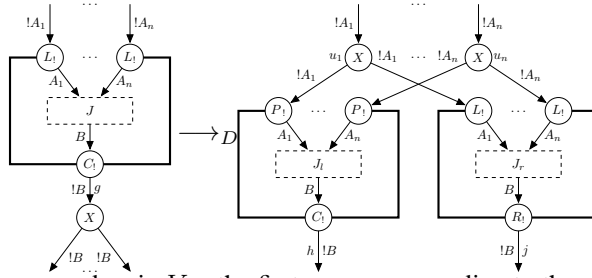 ... ...
!A₁ !Aₙ !A₁ !Aₙ
L! ... L! u₁ X !A₁ ... !Aₙ X uₙ
A₁ Aₙ !A₁ !Aₙ
J P! ... P! L! ... L!
B →D A₁ Aₙ A₁ Aₙ
C! Jₗ Jᵣ
!B g B B
X C! R!
!B !B h !B !B j
...